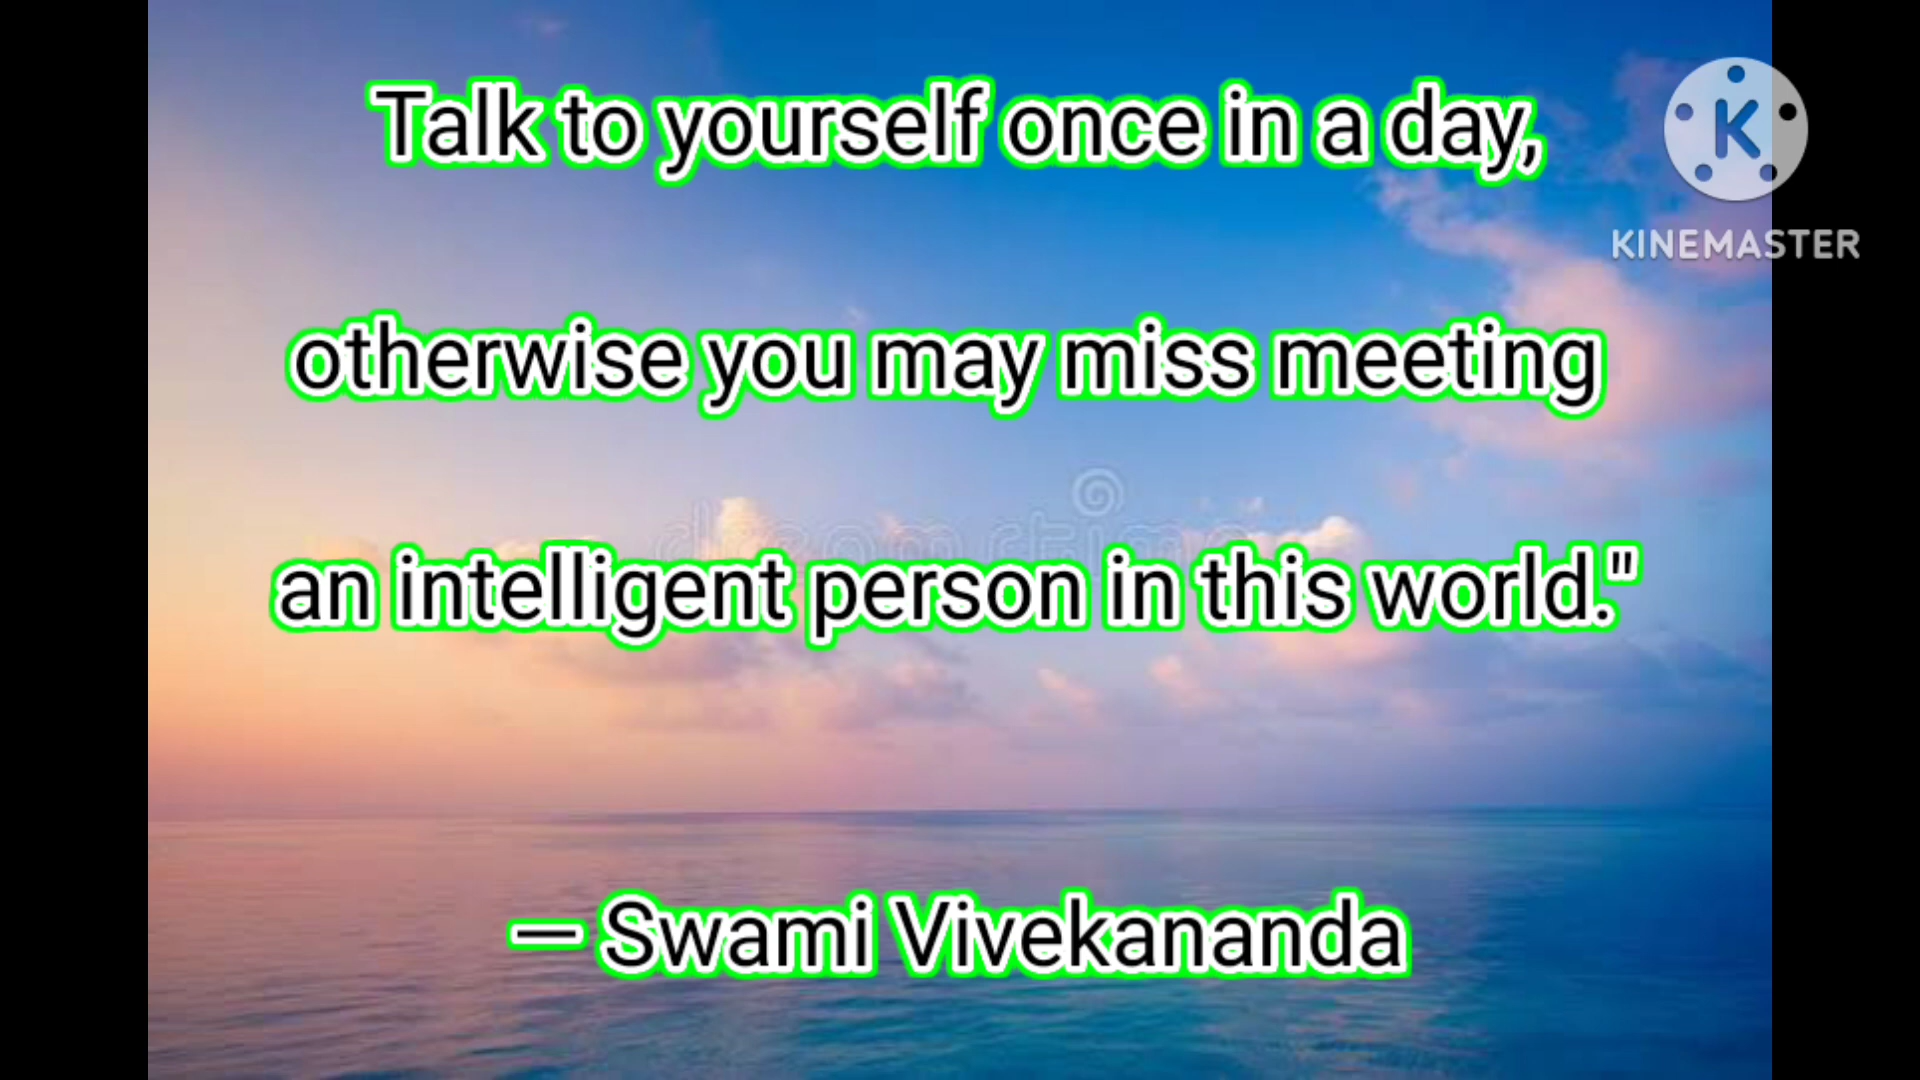 Talk to yourself once in a day,
KINEMASTER
otherwise you may miss meeting
dreamstime
an intelligent person in this world."
— Swami Vivekananda